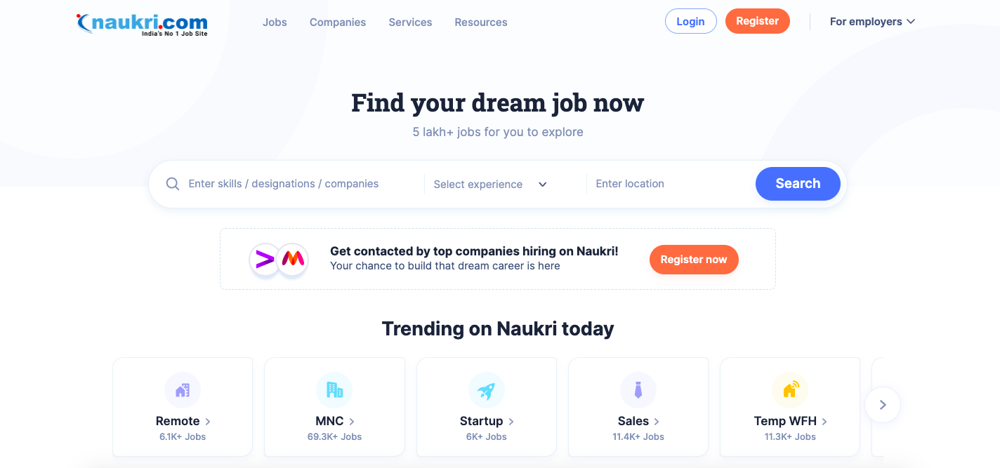 naukri.com
India's No 1 Job Site
Jobs Companies Services Resources Login Register For employers
Find your dream job now
5 lakh+ jobs for you to explore
Enter skills / designations / companies Select experience Enter location Search
Get contacted by top companies hiring on Naukri!
Your chance to build that dream career is here
Register now
Trending on Naukri today
Remote MNC Startup Sales Temp WFH
6.1K+ Jobs 69.3K+ Jobs 6K+ Jobs 11.4K+ Jobs 11.3K+ Jobs